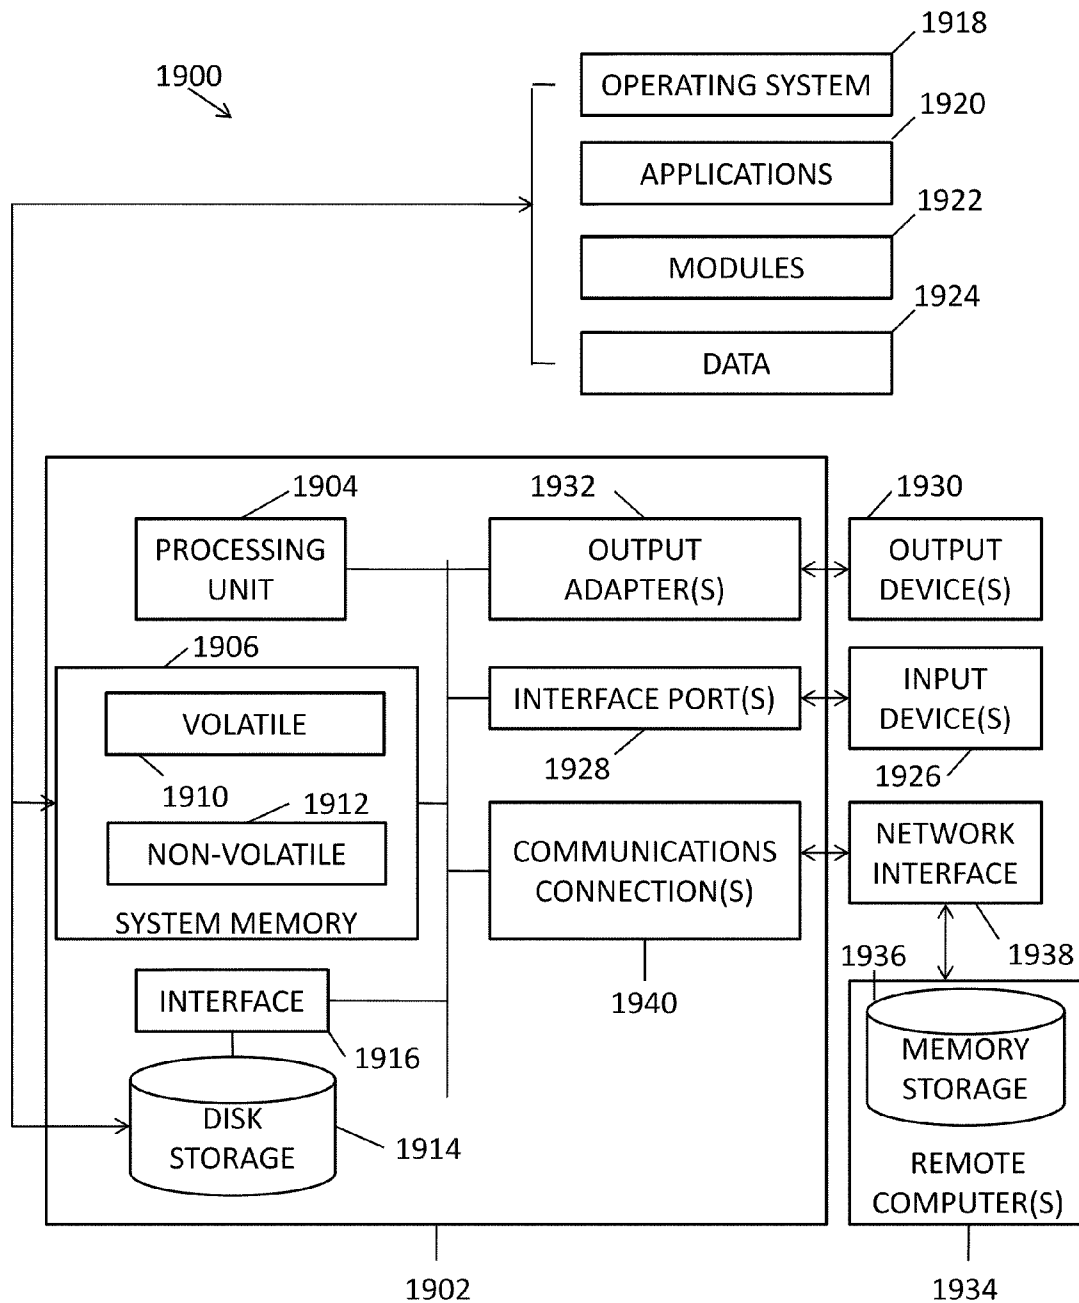 1918
1900
OPERATING SYSTEM
1920
APPLICATIONS
1922
MODULES
1924
DATA
1904
1932
1930
PROCESSING
UNIT
OUTPUT
ADAPTER(S)
OUTPUT
DEVICE(S)
1906
VOLATILE
INTERFACE PORT(S)
INPUT
DEVICE(S)
1910
1928
1926
1912
NON-VOLATILE
SYSTEM MEMORY
COMMUNICATIONS
CONNECTION(S)
NETWORK
INTERFACE
1940
1936
1938
INTERFACE
1916
DISK
STORAGE
1914
MEMORY
STORAGE
REMOTE
COMPUTER(S)
1902
1934